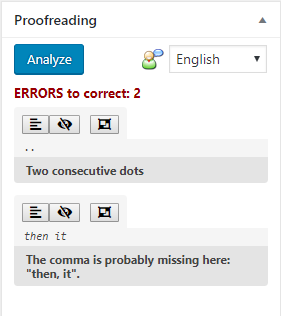 Proofreading
Analyze
English
ERRORS to correct: 2
..
Two consecutive dots
then it
The comma is probably missing here:
"then, it".